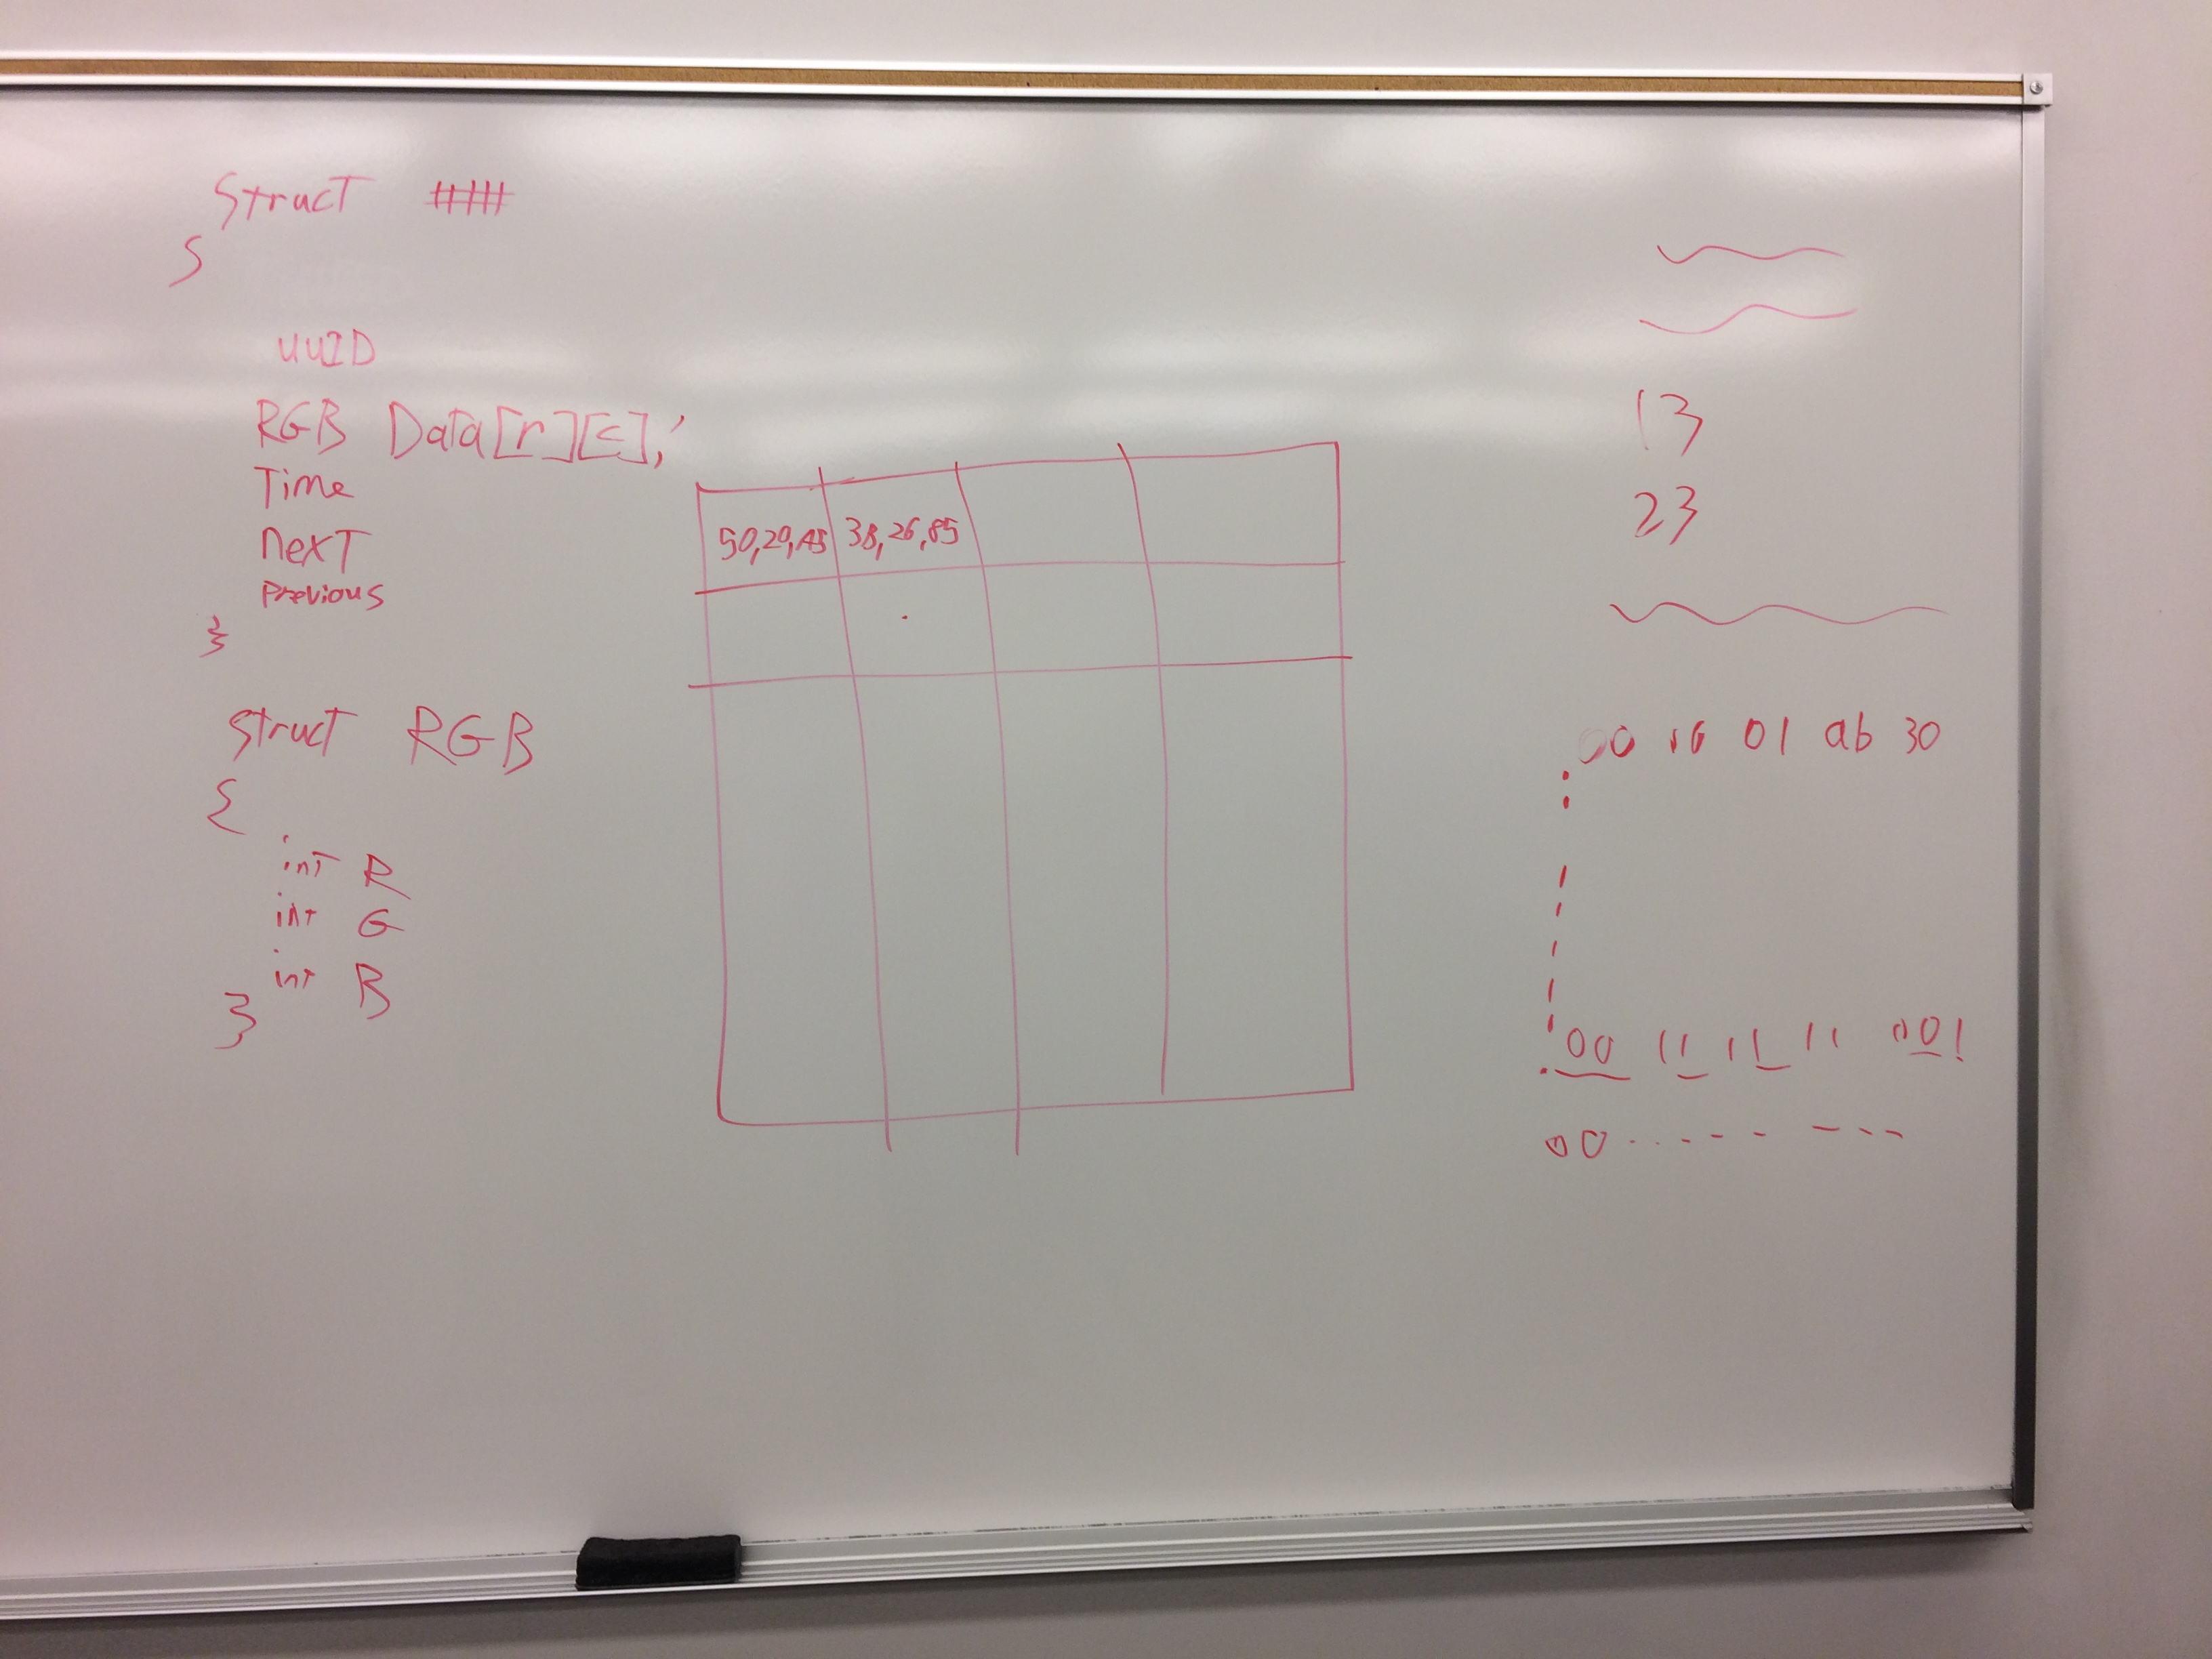 struct ####
{
uuID
RGB Data[r][c];
Time
next
Previous
}
struct RGB
{
int R
int G
int B
}
50,29,45 38,26,85
13
23
00 16 01 ab 30
00 11 11 11 001
00 ..---- ---